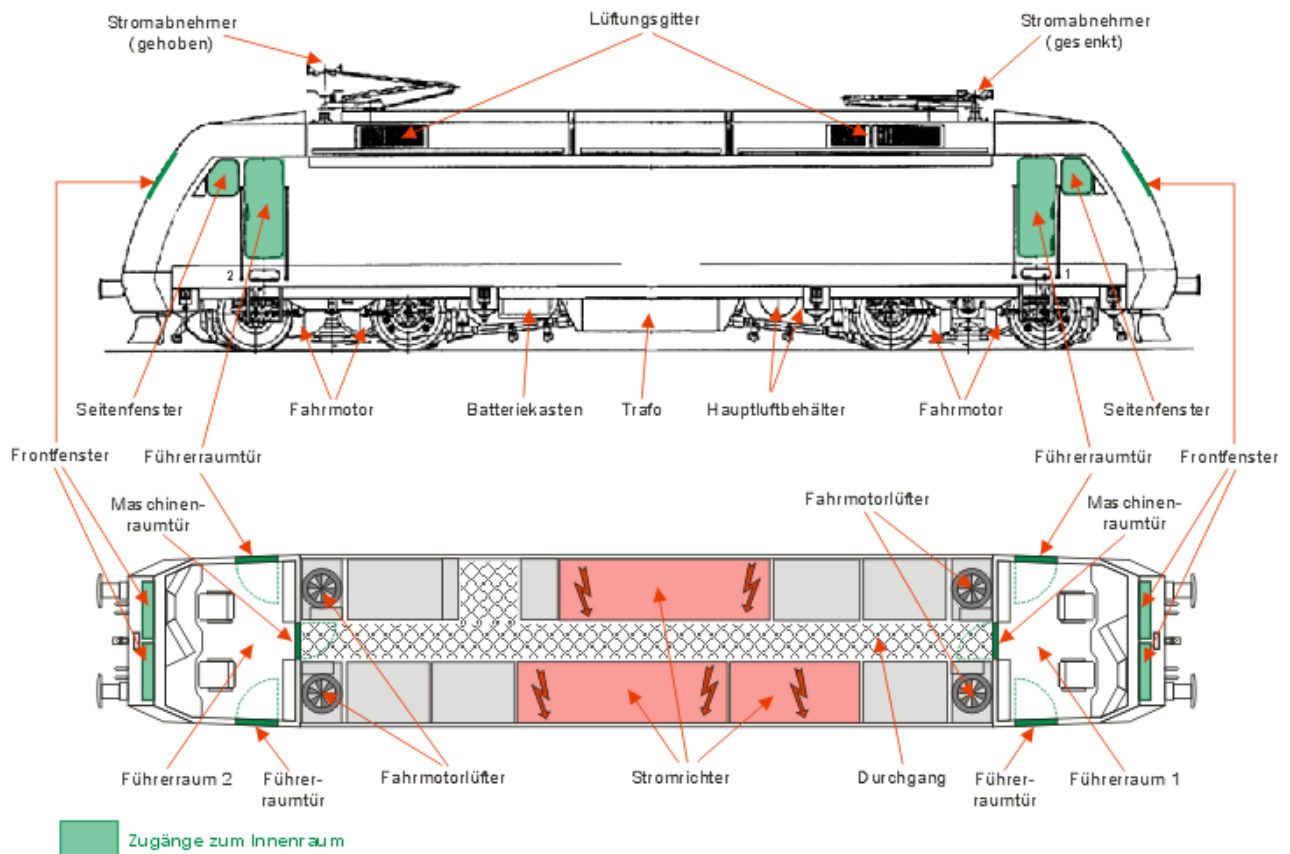 Stromabnehmer
(gehoben)
Lüftungsgitter
Stromabnehmer
(gesenkt)
2
1
Seitenfenster
Fahrmotor
Batteriekasten
Trafo
Hauptluftbehälter
Fahrmotor
Seitenfenster
Frontfenster
Führerraumtür
Führerraumtür
Frontfenster
Maschinen-
raumtür
Fahrmotorlüfter
Maschinen-
raumtür
Führerraum 2
Führer-
raumtür
Fahrmotorlüfter
Stromrichter
Durchgang
Führer-
raumtür
Führerraum 1
Zugänge zum Innenraum